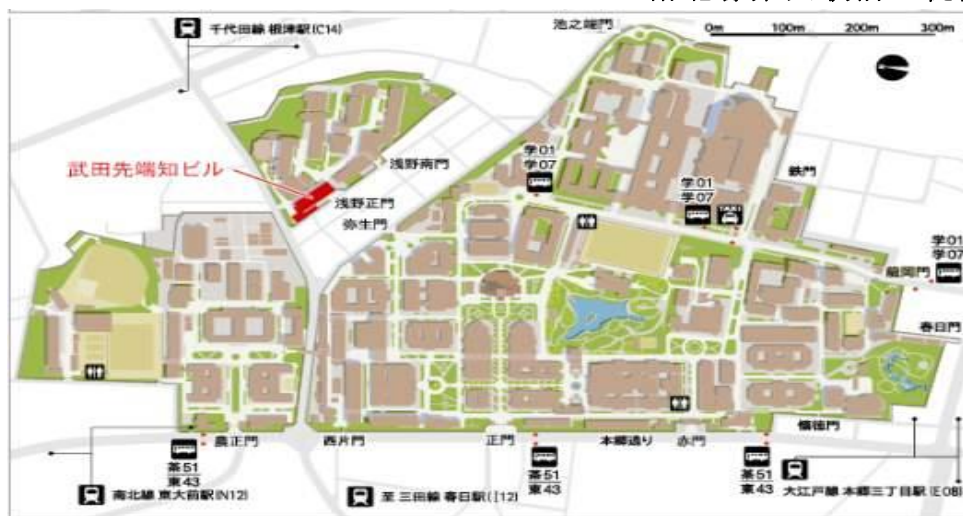 千代田線 根津駅(C14)
池之端門
0m 100m 200m 300m
学01
学07
浅野南門
武田先端知ビル
浅野正門
弥生門
学01
学07
TAXI
鉄門
学01
学07
龍岡門
春日門
農正門
西片門
正門
本郷通り
赤門
懐徳門
茶51
東43
茶51
東43
茶51
東43
南北線 東大前駅(N12)
至 三田線 春日駅(I12)
大江戸線 本郷三丁目駅(E08)